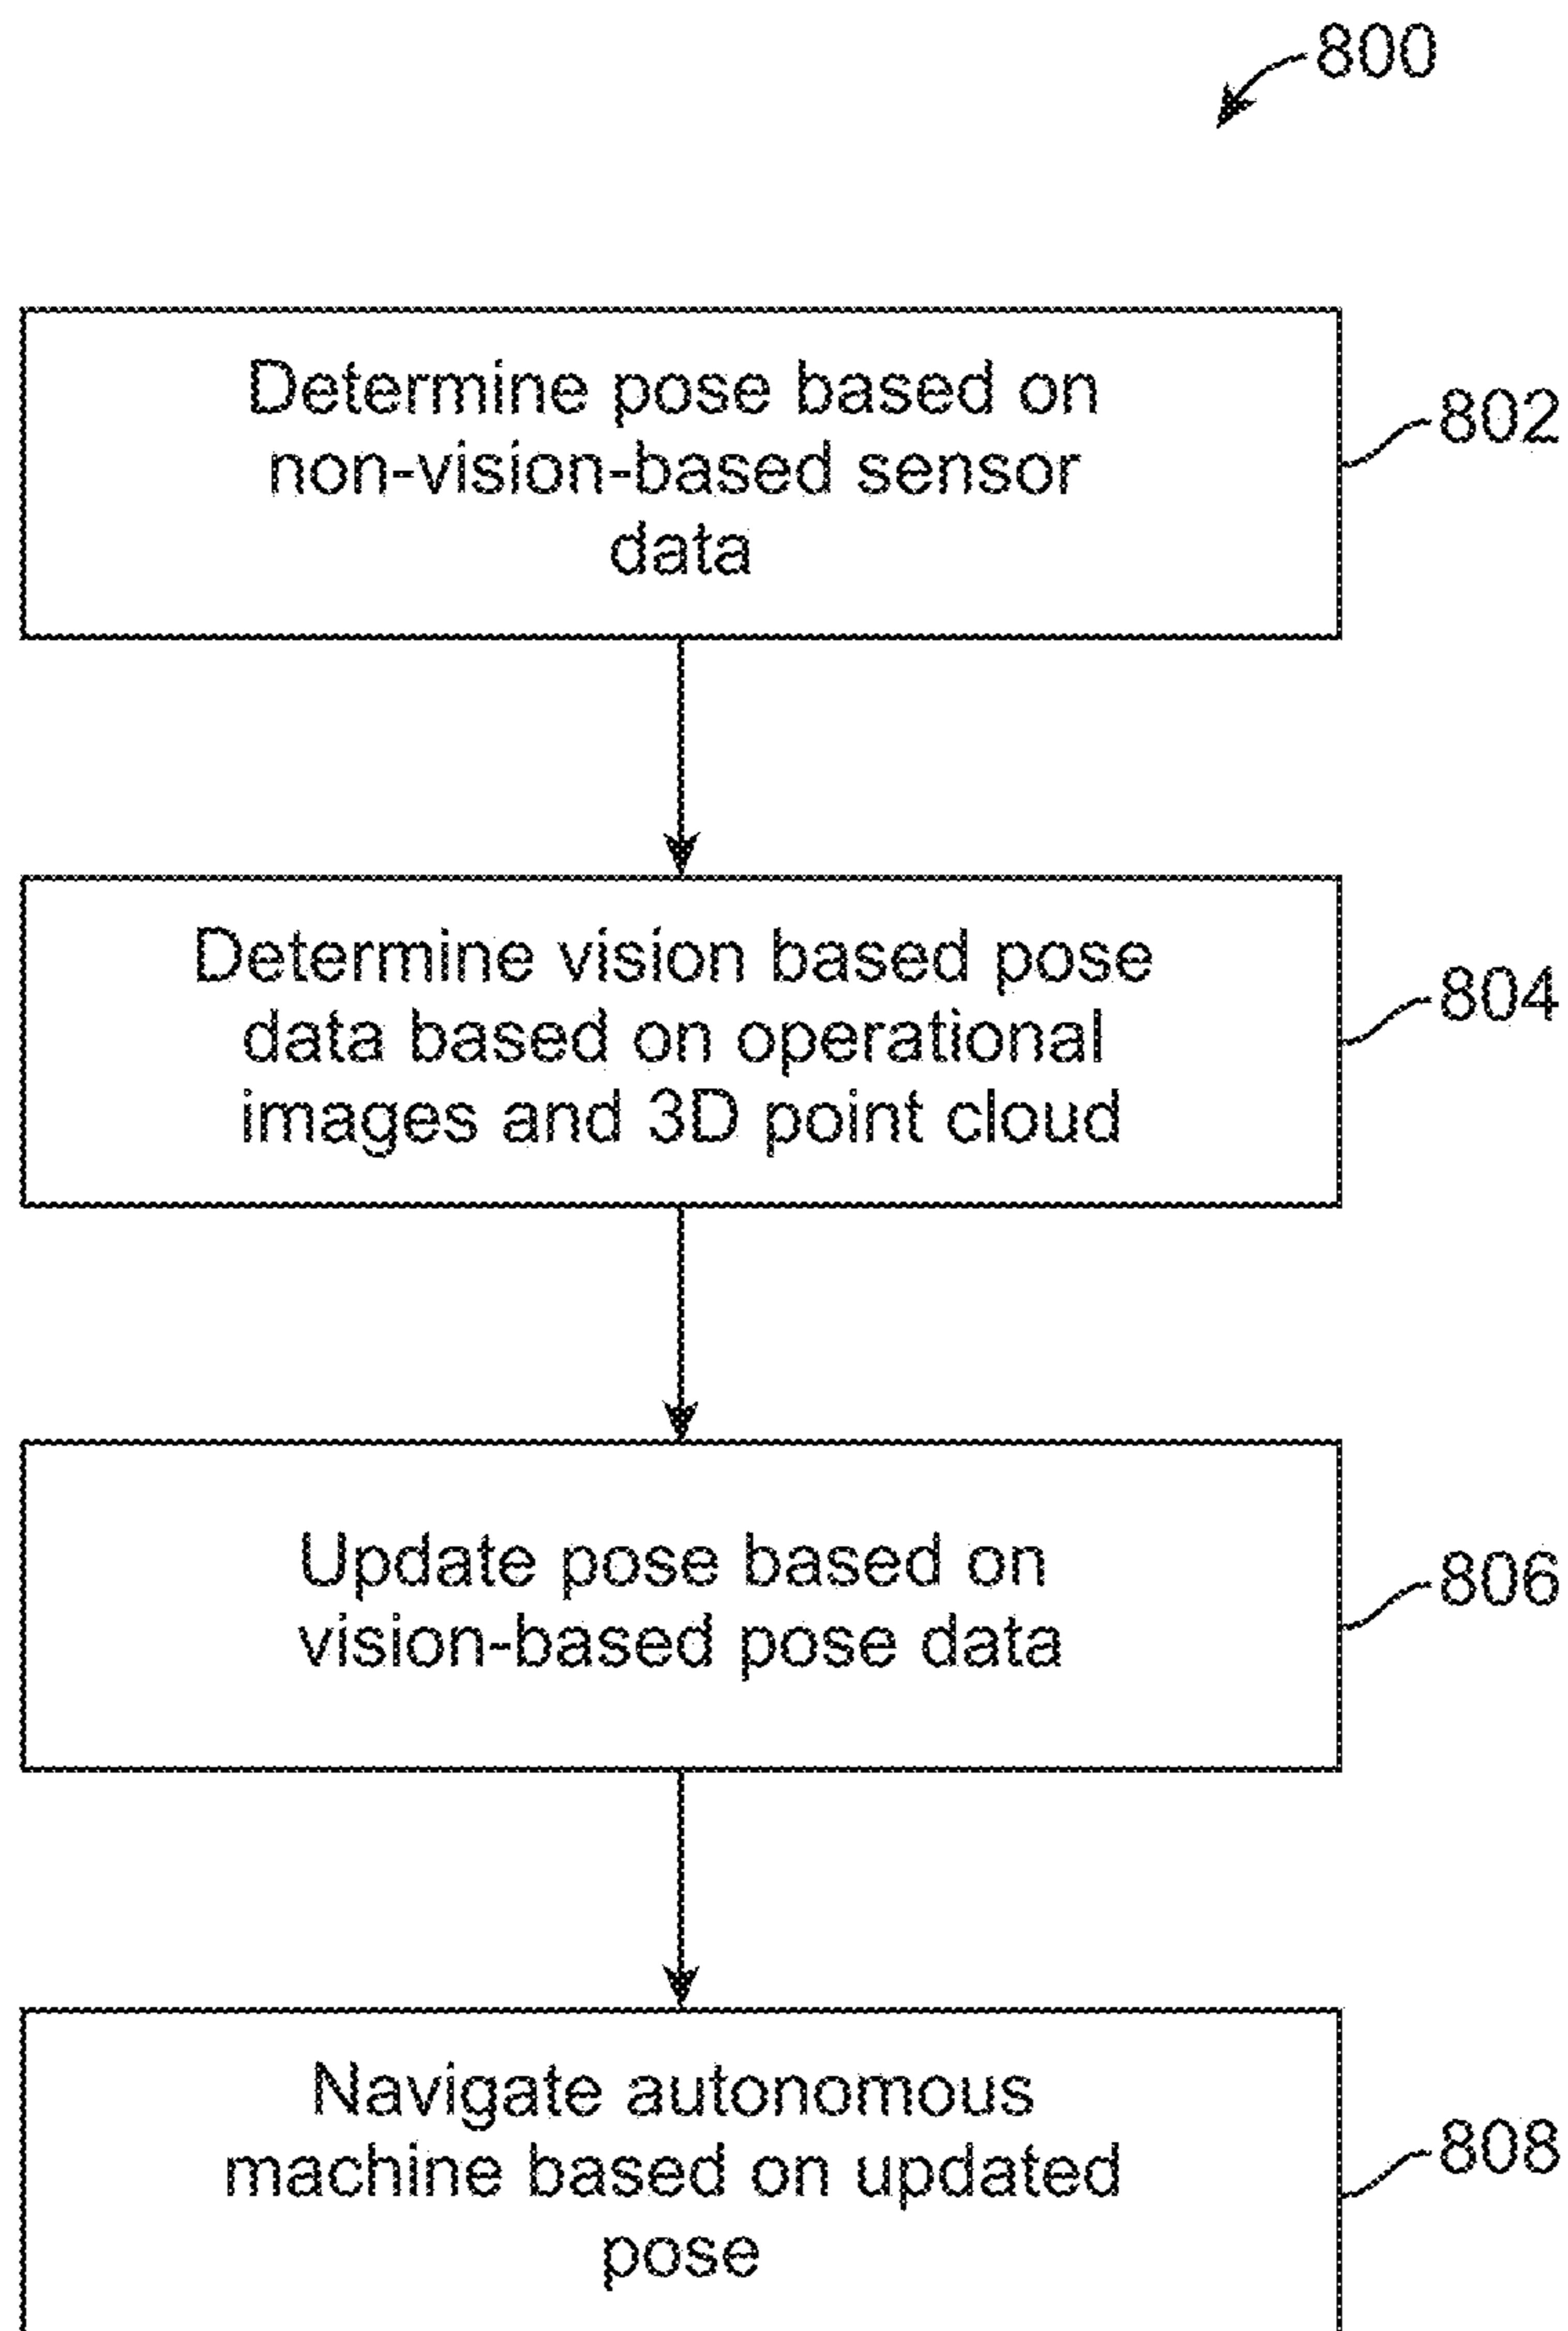 800
Determine pose based on
non-vision-based sensor
data
802
Determine vision based pose
data based on operational
images and 3D point cloud
804
Update pose based on
vision-based pose data
806
Navigate autonomous
machine based on updated
pose
808